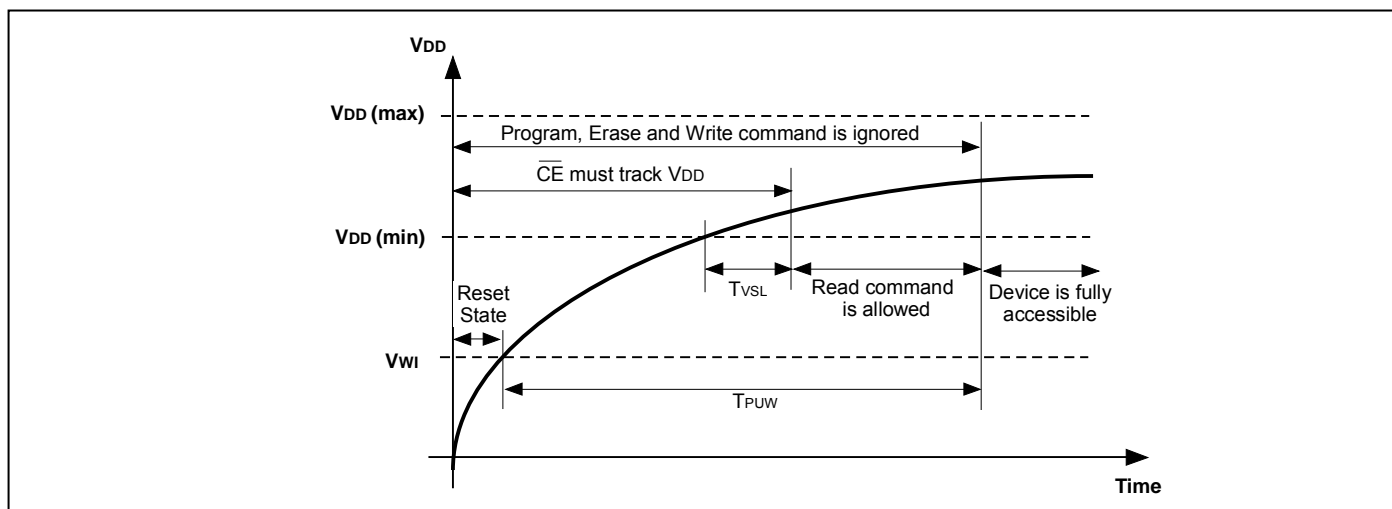 VDD
VDD (max)
Program, Erase and Write command is ignored
CE must track VDD
VDD (min)
TVSL
Read command
is allowed
Device is fully
accessible
Reset
State
VWI
TPUW
Time